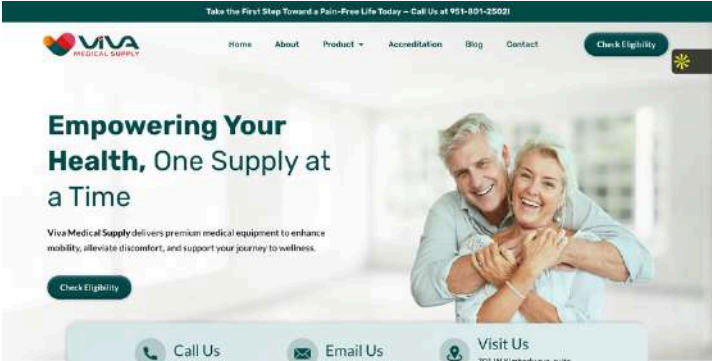 Take the First Step Toward a Pain-Free Life Today – Call Us at 951-801-2502!
VIVA
MEDICAL SUPPLY
Home About Product Accreditation Blog Contact
Check Eligibility
Empowering Your
Health, One Supply at
a Time
Viva Medical Supply delivers premium medical equipment to enhance
mobility, alleviate discomfort, and support your journey to wellness.
Check Eligibility
Call Us
Email Us
Visit Us